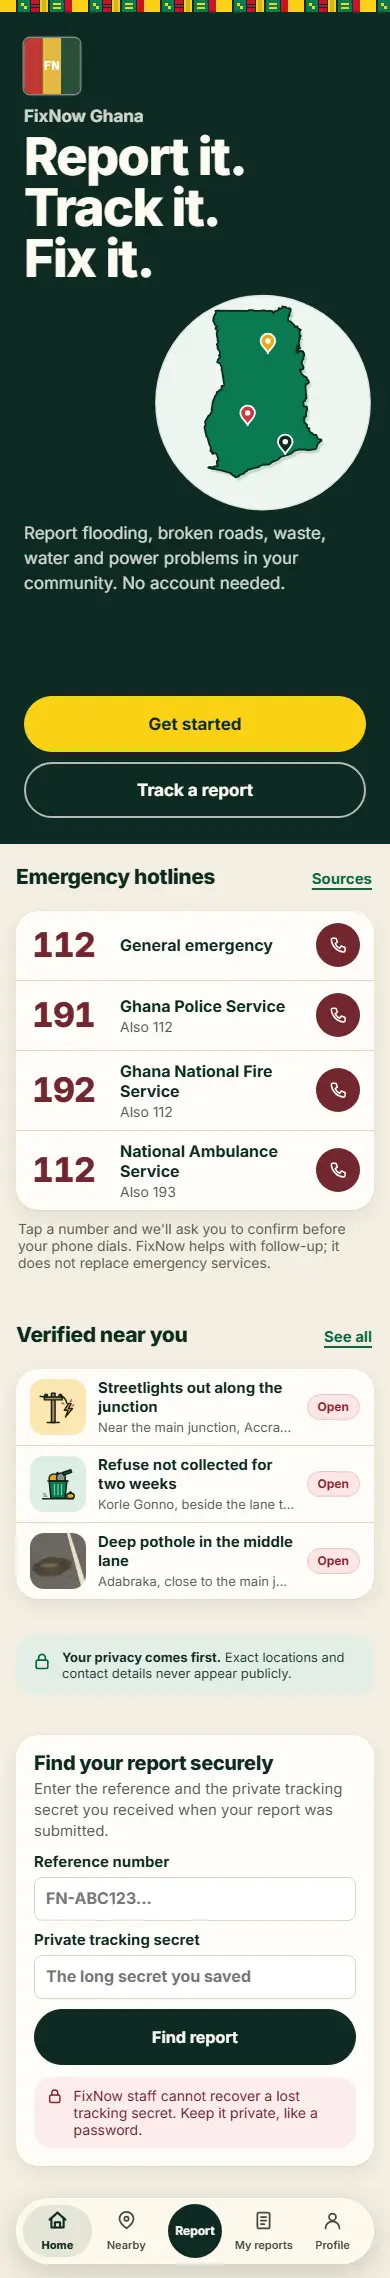 FN
FixNow Ghana
Report it.
Track it.
Fix it.
Report flooding, broken roads, waste,
water and power problems in your
community. No account needed.
Get started
Track a report
Emergency hotlines
Sources
112
General emergency
191
Ghana Police Service
Also 112
192
Ghana National Fire
Service
Also 112
112
National Ambulance
Service
Also 193
Tap a number and we'll ask you to confirm before
your phone dials. FixNow helps with follow-up; it
does not replace emergency services.
Verified near you
See all
Streetlights out along the
junction
Near the main junction, Accra...
Open
Refuse not collected for
two weeks
Korle Gonno, beside the lane t...
Open
Deep pothole in the middle
lane
Adabraka, close to the main j...
Open
Your privacy comes first. Exact locations and
contact details never appear publicly.
Find your report securely
Enter the reference and the private tracking
secret you received when your report was
submitted.
Reference number
FN-ABC123...
Private tracking secret
The long secret you saved
Find report
FixNow staff cannot recover a lost
tracking secret. Keep it private, like a
password.
Home
Nearby
Report
My reports
Profile